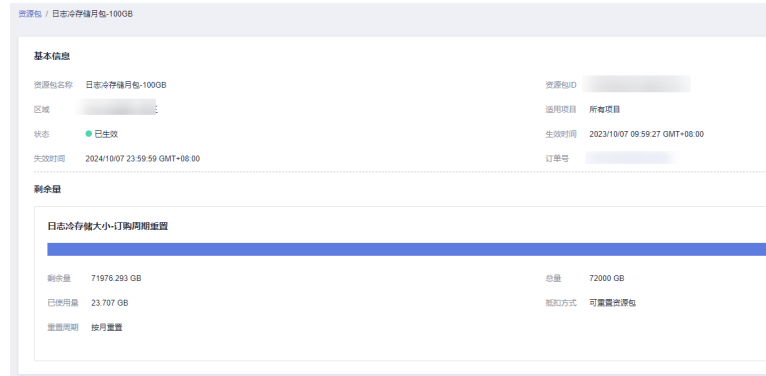 资源包 / 日志冷存储月包-100GB
基本信息
资源包名称 日志冷存储月包-100GB 资源包ID
区域 适用项目 所有项目
状态 已生效 生效时间 2023/10/07 09:59:27 GMT+08:00
失效时间 2024/10/07 23:59:59 GMT+08:00 订单号
剩余量
日志冷存储大小-订购周期重置
剩余量 71976.293 GB 总量 72000 GB
已使用量 23.707 GB 抵扣方式 可重置资源包
重置周期 按月重置